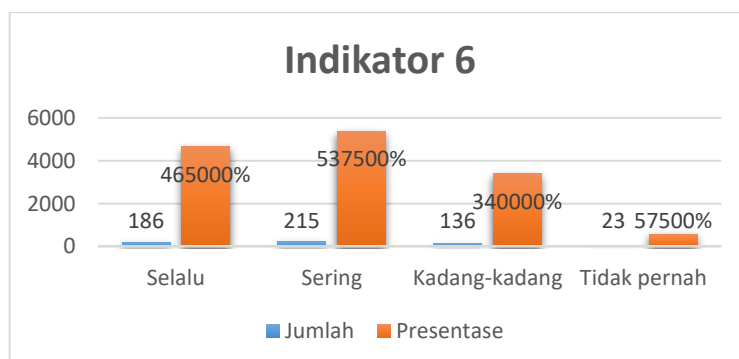 Indikator 6
6000
4000
2000
0
186 465000%
215 537500%
136 340000%
23 57500%
Selalu Sering Kadang-kadang Tidak pernah
Jumlah Presentase